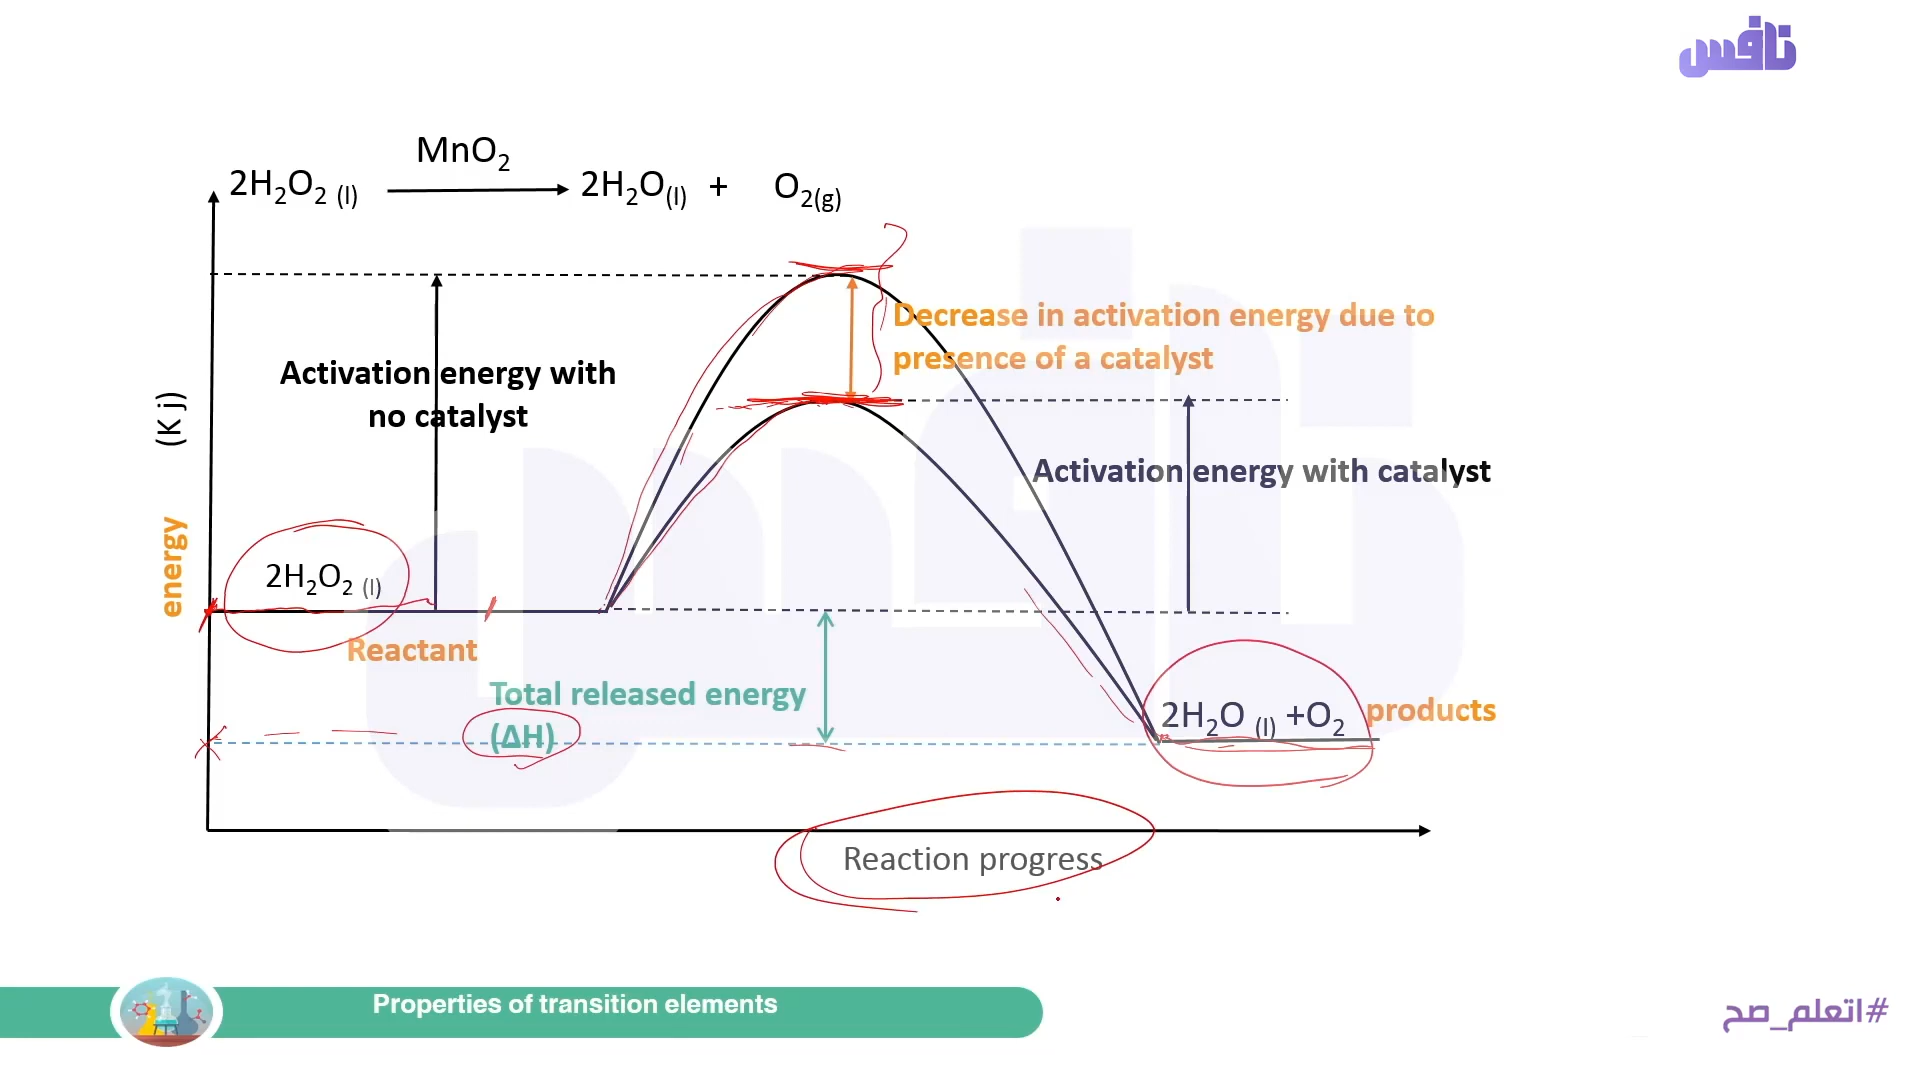 نافس
MnO2
2H2O2 (l) 2H2O(l) + O2(g)
Decrease in activation energy due to
presence of a catalyst
Activation energy with
no catalyst
(K j)
energy
Activation energy with catalyst
2H2O2 (l)
Reactant
Total released energy
(ΔH)
2H2O (l) +O2
products
Reaction progress
Properties of transition elements
#اتعلم_صح